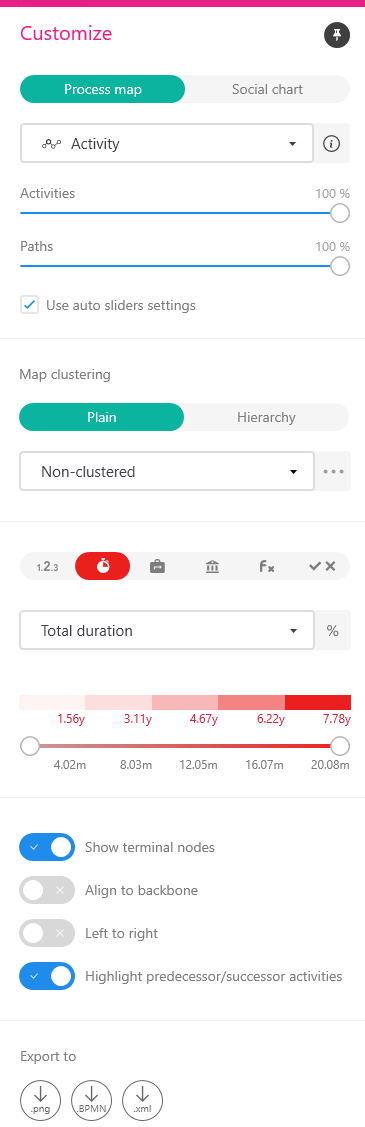 Customize
Process map Social chart
Activity
Activities 100 %
Paths 100 %
Use auto sliders settings
Map clustering
Plain Hierarchy
Non-clustered
1.2.3 Fx
Total duration %
1.56y 3.11y 4.67y 6.22y 7.78y
4.02m 8.03m 12.05m 16.07m 20.08m
Show terminal nodes
Align to backbone
Left to right
Highlight predecessor/successor activities
Export to
.png .BPMN .xml